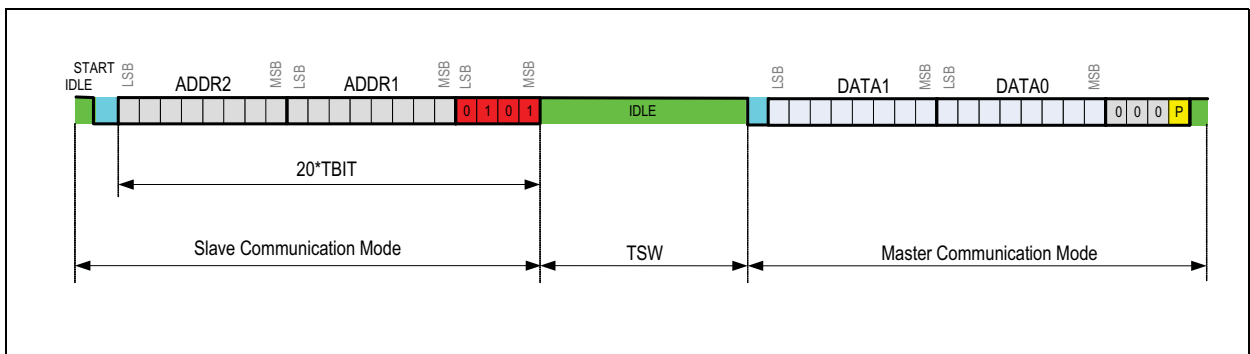 START
IDLE
LSB ADDR2 MSB LSB ADDR1 MSB LSB MSB LSB DATA1 MSB LSB DATA0 MSB
0 1 0 1 IDLE 0 0 0 P
20*TBIT
Slave Communication Mode TSW Master Communication Mode